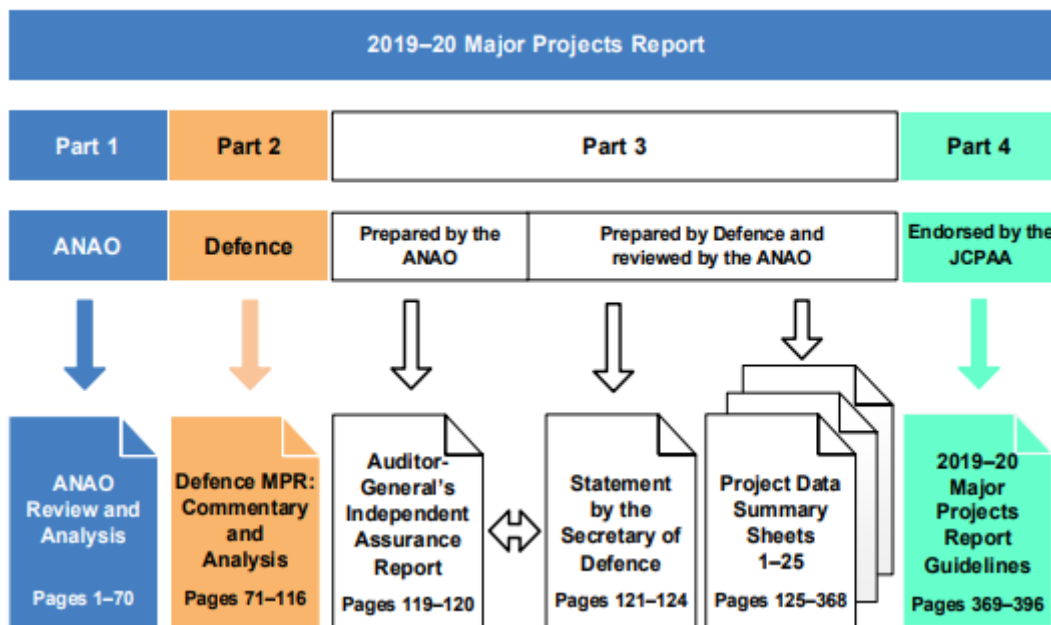 2019–20 Major Projects Report
Part 1
Part 2
Part 3
Part 4
ANAO
Defence
Prepared by the
ANAO
Prepared by Defence and
reviewed by the ANAO
Endorsed by the
JCPAA
ANAO
Review and
Analysis
Pages 1–70
Defence MPR:
Commentary
and
Analysis
Pages 71–116
Auditor-
General's
Independent
Assurance
Report
Pages 119–120
Statement
by the
Secretary of
Defence
Pages 121–124
Project Data
Summary
Sheets
1–25
Pages 125–368
2019–20
Major
Projects
Report
Guidelines
Pages 369–396